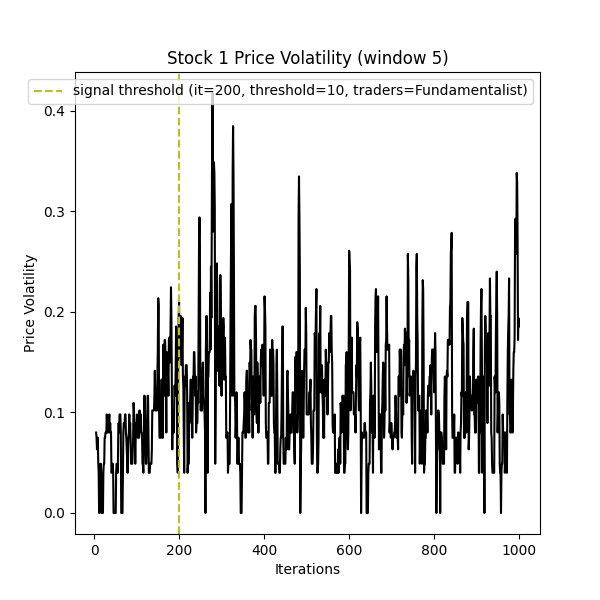 Stock 1 Price Volatility (window 5)
signal threshold (it=200, threshold=10, traders=Fundamentalist)
0.4
0.3
0.2
0.1
0.0
Price Volatility
0 200 400 600 800 1000
Iterations